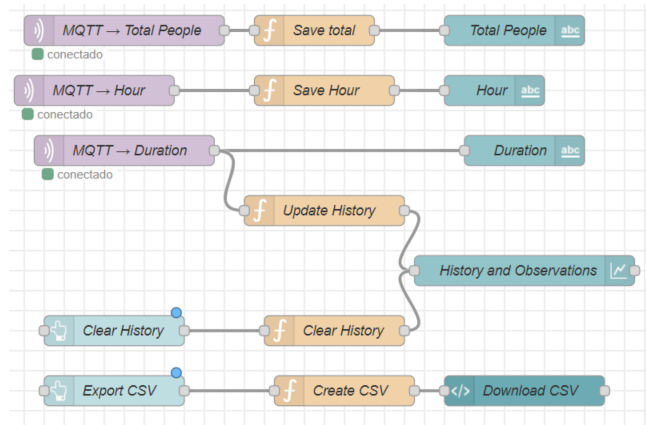 MQTT → Total People
Save total
Total People
abc
conectado
MQTT → Hour
Save Hour
Hour
abc
conectado
MQTT → Duration
Duration
abc
conectado
Update History
History and Observations
Clear History
Clear History
Export CSV
Create CSV
</> Download CSV